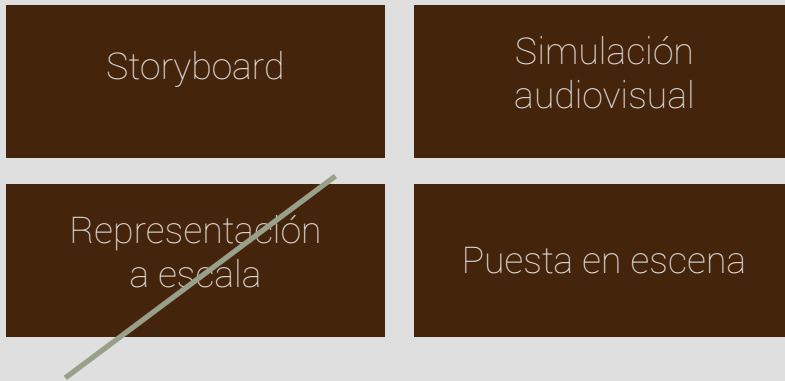 Storyboard
Simulación
audiovisual
Representación
a escala
Puesta en escena